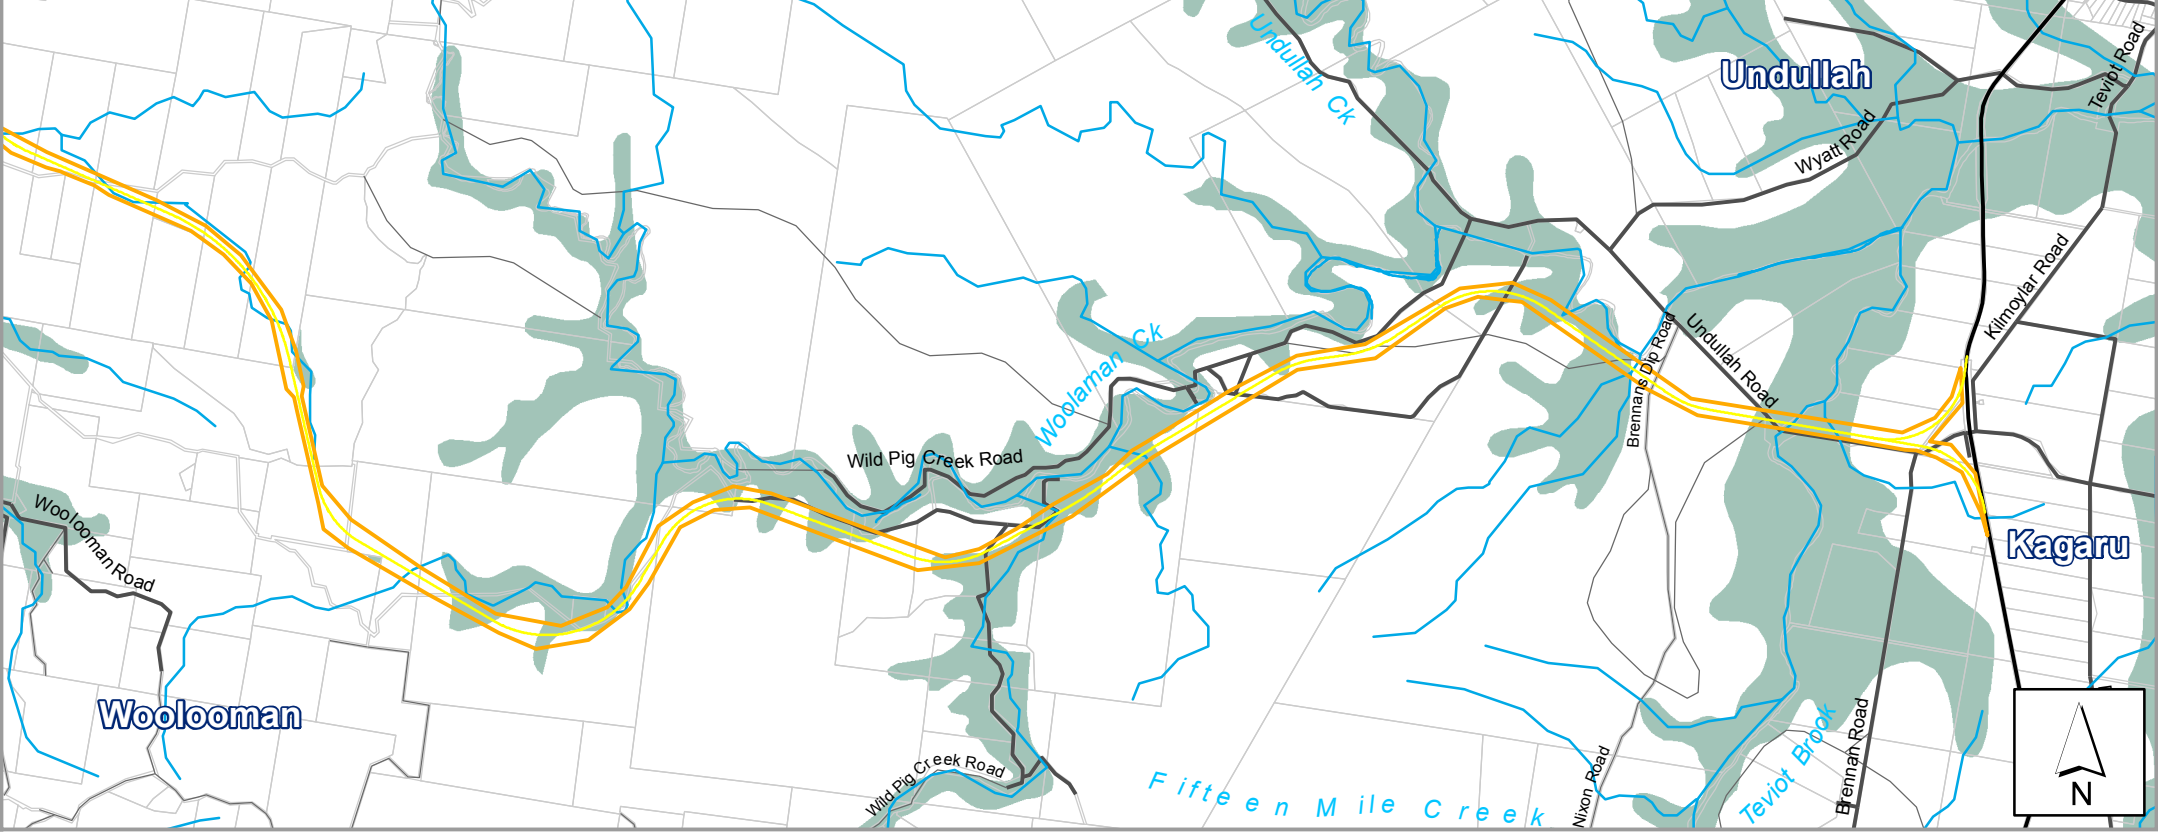 Undullah Ck
Undullah
Teviot Road
Wyatt Road
Kilmoylar Road
Woolaman Ck
Brennans Dip Road
Undullah Road
Wild Pig Creek Road
Woolooman Road
Kagaru
Woolooman
Wild Pig Creek Road
Fifteen Mile Creek
Nixon Road
Teviot Brook
Brennan Road
N